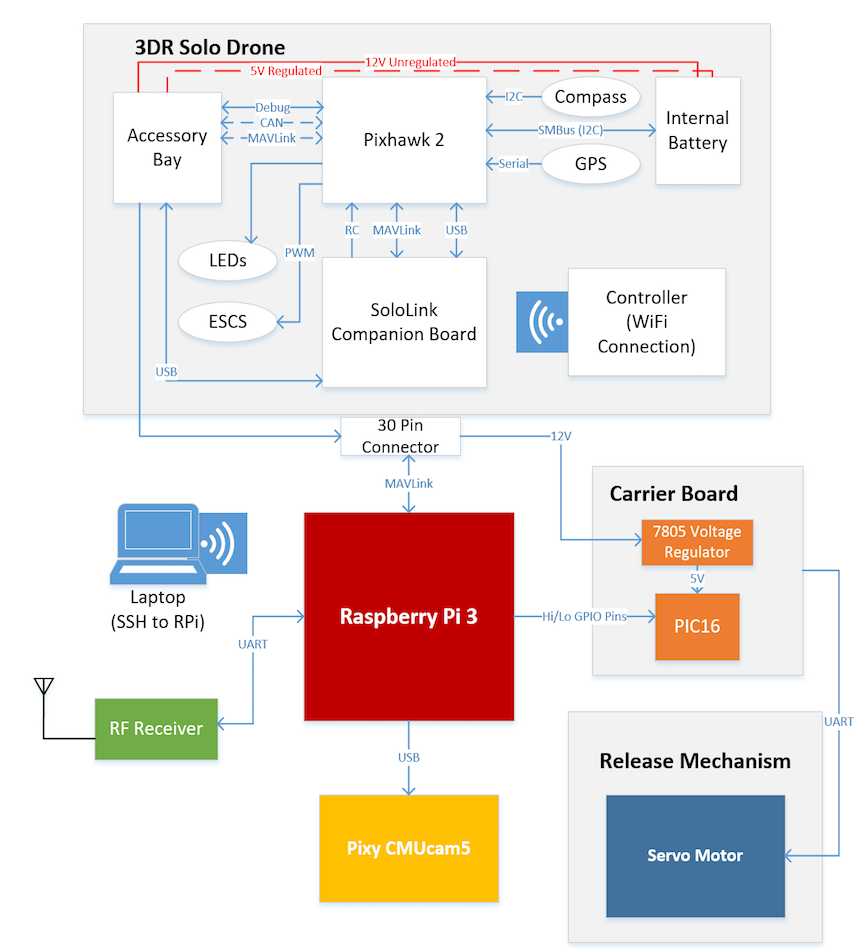 3DR Solo Drone
12V Unregulated
5V Regulated
Accessory
Bay
Debug
CAN
MAVLink
Pixhawk 2
I2C
Compass
SMBus (I2C)
Serial
GPS
Internal
Battery
RC
MAVLink
USB
LEDs
PWM
ESCS
SoloLink
Companion Board
Controller
(WiFi
Connection)
USB
30 Pin
Connector
12V
MAVLink
Carrier Board
7805 Voltage
Regulator
5V
PIC16
Laptop
(SSH to RPi)
Raspberry Pi 3
Hi/Lo GPIO Pins
UART
RF Receiver
UART
USB
Release Mechanism
Pixy CMUcam5
Servo Motor